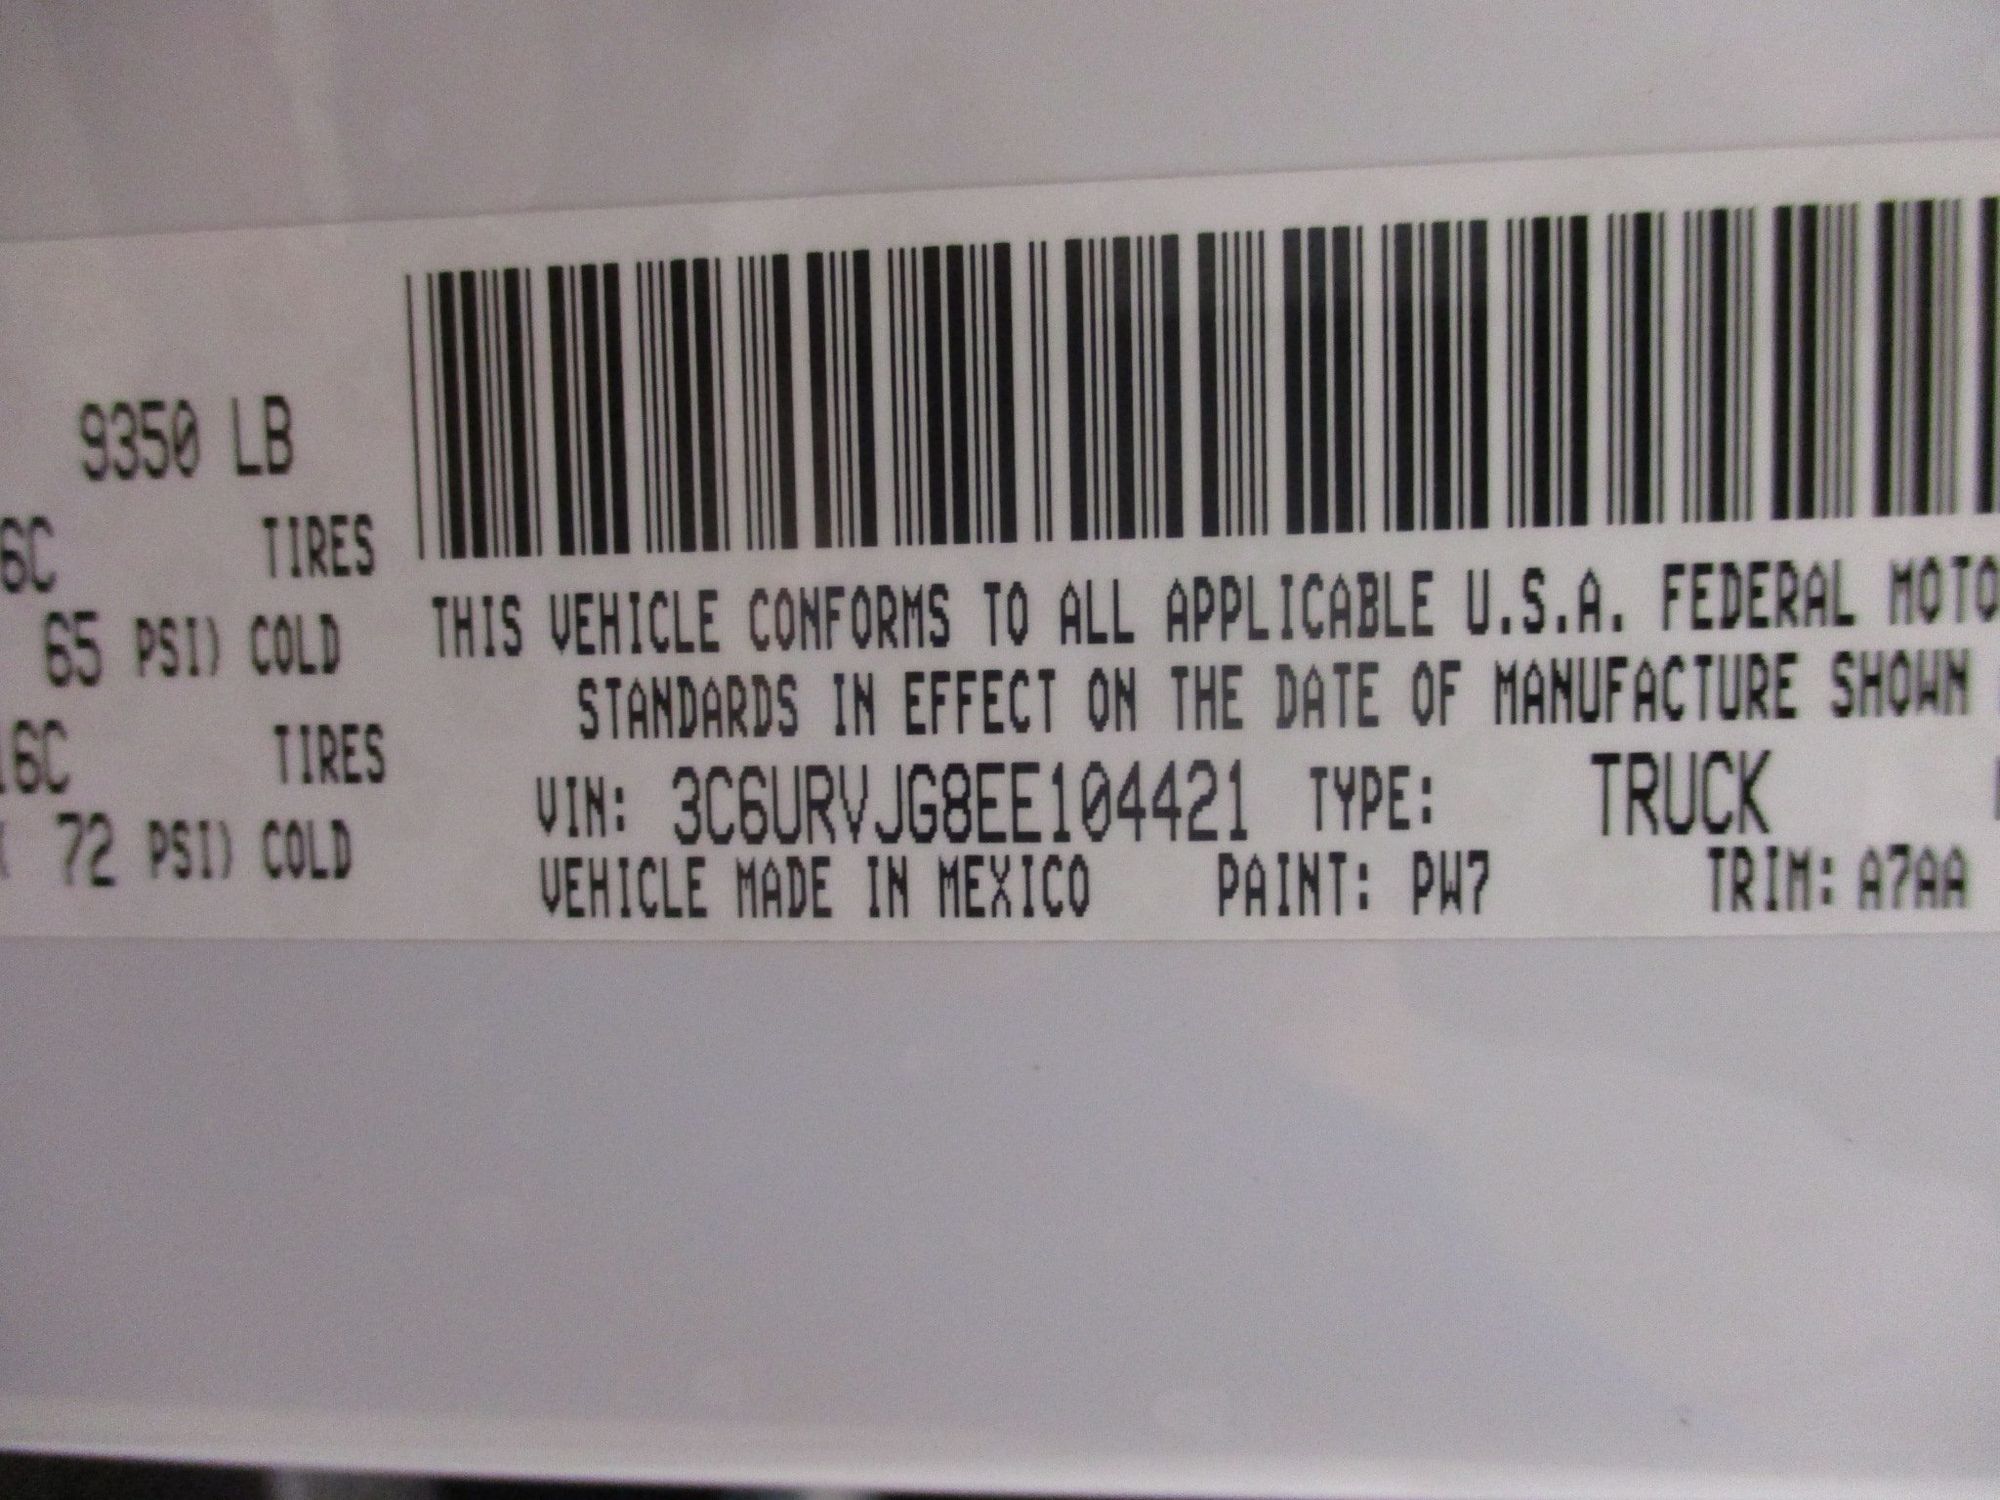 9350 LB
6C TIRES
65 PSI) COLD
16C TIRES
72 PSI) COLD
THIS VEHICLE CONFORMS TO ALL APPLICABLE U.S.A. FEDERAL MOTO
STANDARDS IN EFFECT ON THE DATE OF MANUFACTURE SHOWN
VIN: 3C6URVJG8EE104421 TYPE: TRUCK
VEHICLE MADE IN MEXICO PAINT: PW7 TRIM: A7AA